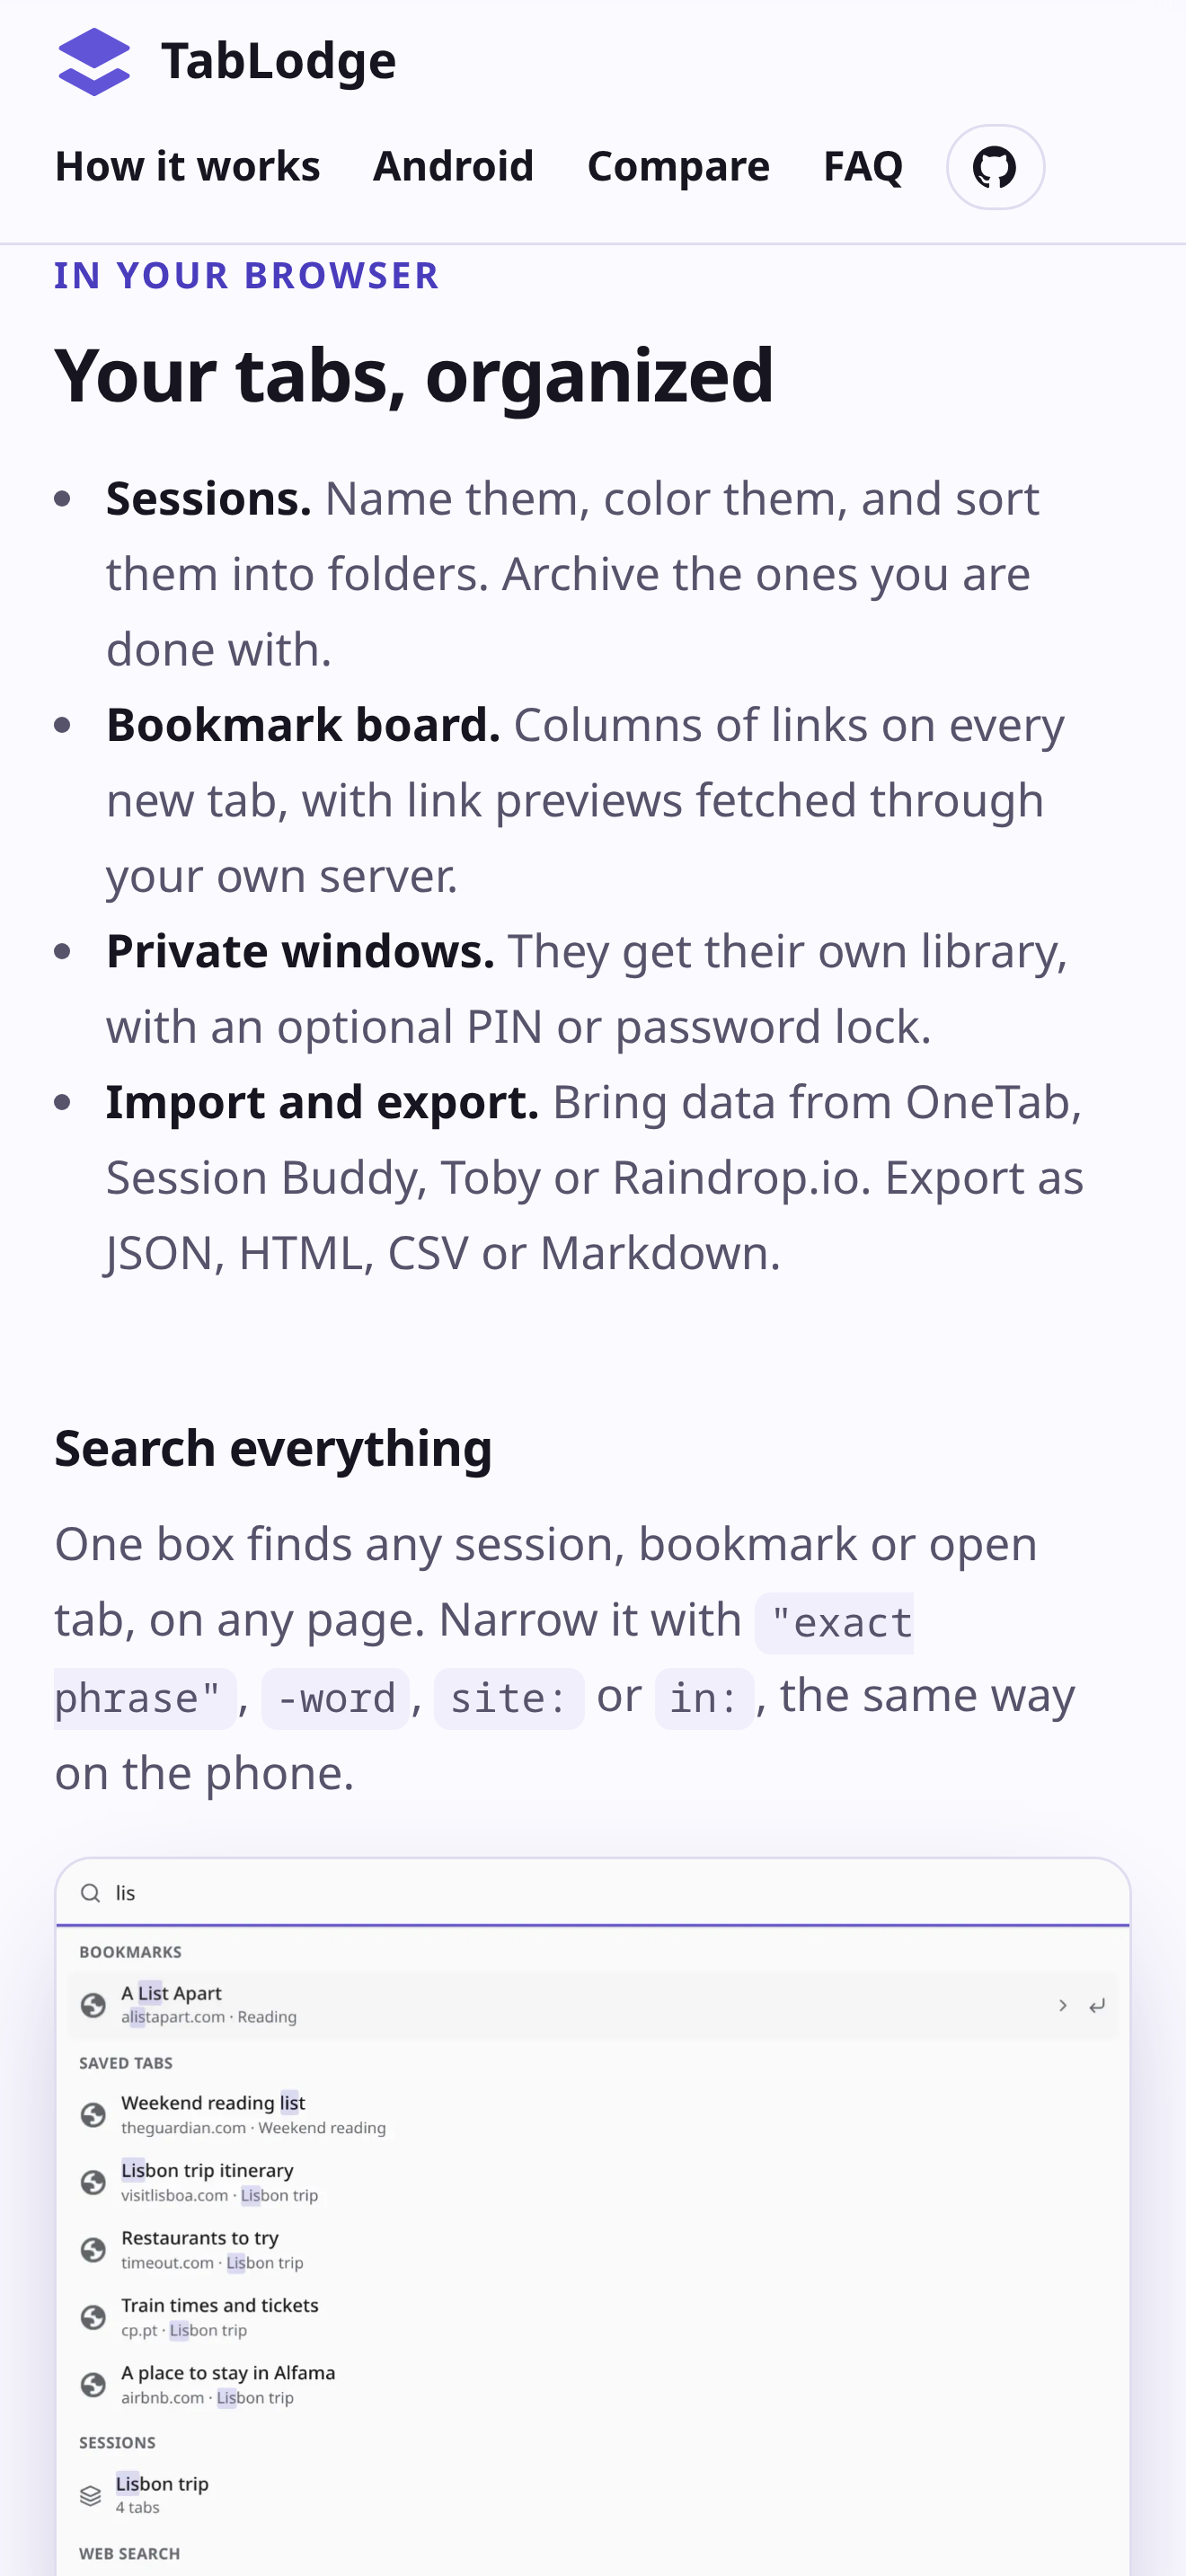 TabLodge
How it works Android Compare FAQ
IN YOUR BROWSER
Your tabs, organized
• Sessions. Name them, color them, and sort
them into folders. Archive the ones you are
done with.
• Bookmark board. Columns of links on every
new tab, with link previews fetched through
your own server.
• Private windows. They get their own library,
with an optional PIN or password lock.
• Import and export. Bring data from OneTab,
Session Buddy, Toby or Raindrop.io. Export as
JSON, HTML, CSV or Markdown.
Search everything
One box finds any session, bookmark or open
tab, on any page. Narrow it with "exact
phrase", -word, site: or in:, the same way
on the phone.
lis
BOOKMARKS
A List Apart
alistapart.com · Reading
SAVED TABS
Weekend reading list
theguardian.com · Weekend reading
Lisbon trip itinerary
visitlisboa.com · Lisbon trip
Restaurants to try
timeout.com · Lisbon trip
Train times and tickets
cp.pt · Lisbon trip
A place to stay in Alfama
airbnb.com · Lisbon trip
SESSIONS
Lisbon trip
4 tabs
WEB SEARCH